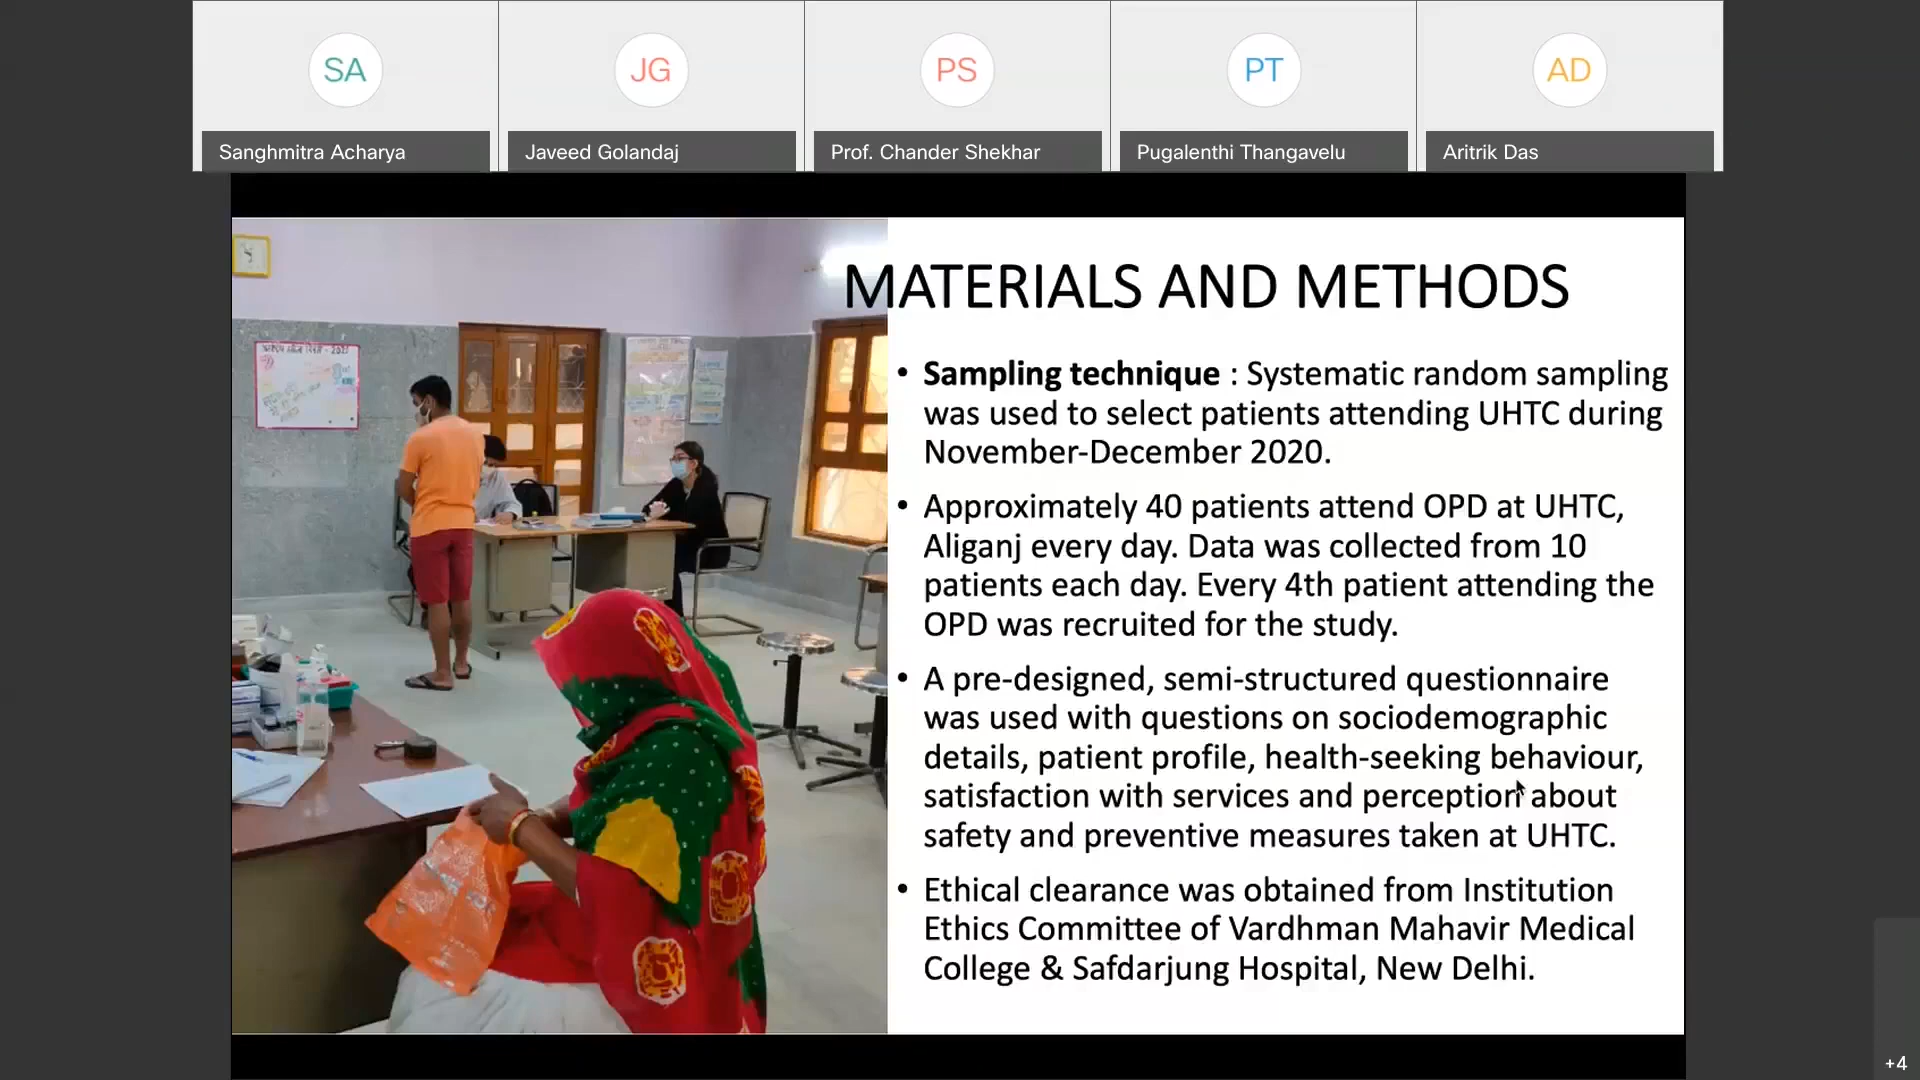 SA
JG
PS
PT
AD
Sanghmitra Acharya
Javeed Golandaj
Prof. Chander Shekhar
Pugalenthi Thangavelu
Aritrik Das
MATERIALS AND METHODS
• Sampling technique : Systematic random sampling
was used to select patients attending UHTC during
November-December 2020.
• Approximately 40 patients attend OPD at UHTC,
Aliganj every day. Data was collected from 10
patients each day. Every 4th patient attending the
OPD was recruited for the study.
• A pre-designed, semi-structured questionnaire
was used with questions on sociodemographic
details, patient profile, health-seeking behaviour,
satisfaction with services and perception about
safety and preventive measures taken at UHTC.
• Ethical clearance was obtained from Institution
Ethics Committee of Vardhman Mahavir Medical
College & Safdarjung Hospital, New Delhi.
+4